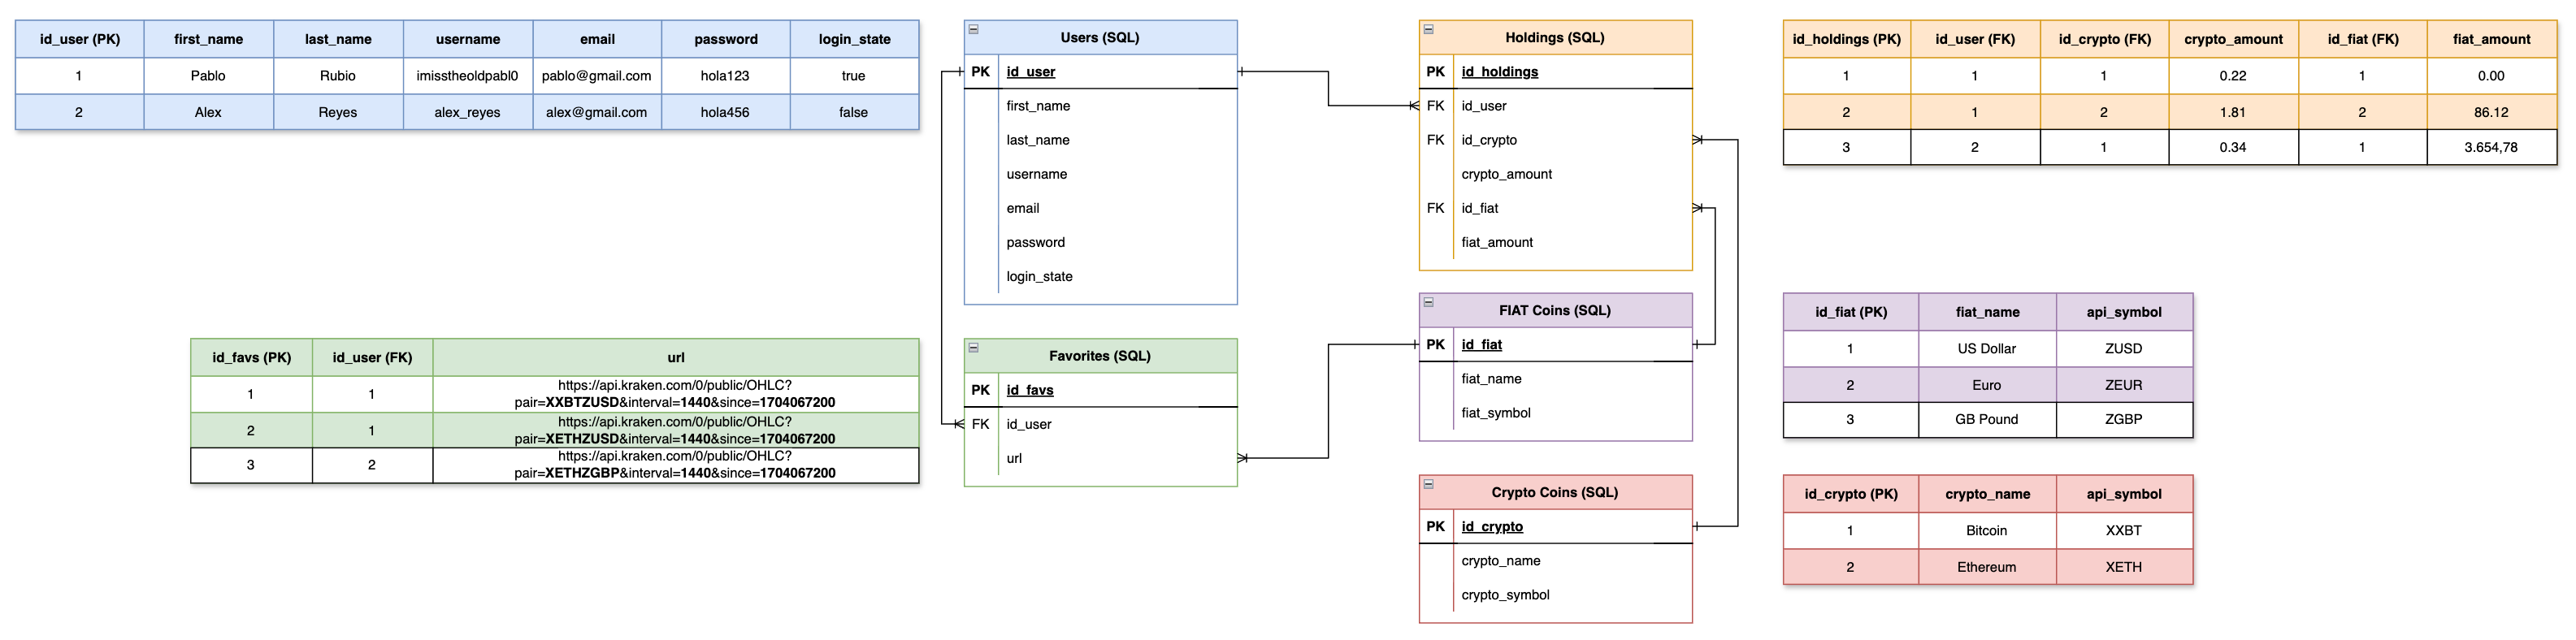 id_user (PK) first_name last_name username email password login_state
1 Pablo Rubio imisstheoldpabl0 pablo@gmail.com hola123 true
2 Alex Reyes alex_reyes alex@gmail.com hola456 false
Users (SQL)
PK id_user
first_name
last_name
username
email
password
login_state
Holdings (SQL)
PK id_holdings
FK id_user
FK id_crypto
crypto_amount
FK id_fiat
fiat_amount
id_holdings (PK) id_user (FK) id_crypto (FK) crypto_amount id_fiat (FK) fiat_amount
1 1 1 0.22 1 0.00
2 1 2 1.81 2 86.12
3 2 1 0.34 1 3.654,78
id_favs (PK) id_user (FK) url
1 1 https://api.kraken.com/0/public/OHLC?
pair=XXBTZUSD&interval=1440&since=1704067200
2 1 https://api.kraken.com/0/public/OHLC?
pair=XETHZUSD&interval=1440&since=1704067200
3 2 https://api.kraken.com/0/public/OHLC?
pair=XETHZGBP&interval=1440&since=1704067200
Favorites (SQL)
PK id_favs
FK id_user
url
FIAT Coins (SQL)
PK id_fiat
fiat_name
fiat_symbol
id_fiat (PK) fiat_name api_symbol
1 US Dollar ZUSD
2 Euro ZEUR
3 GB Pound ZGBP
Crypto Coins (SQL)
PK id_crypto
crypto_name
crypto_symbol
id_crypto (PK) crypto_name api_symbol
1 Bitcoin XXBT
2 Ethereum XETH